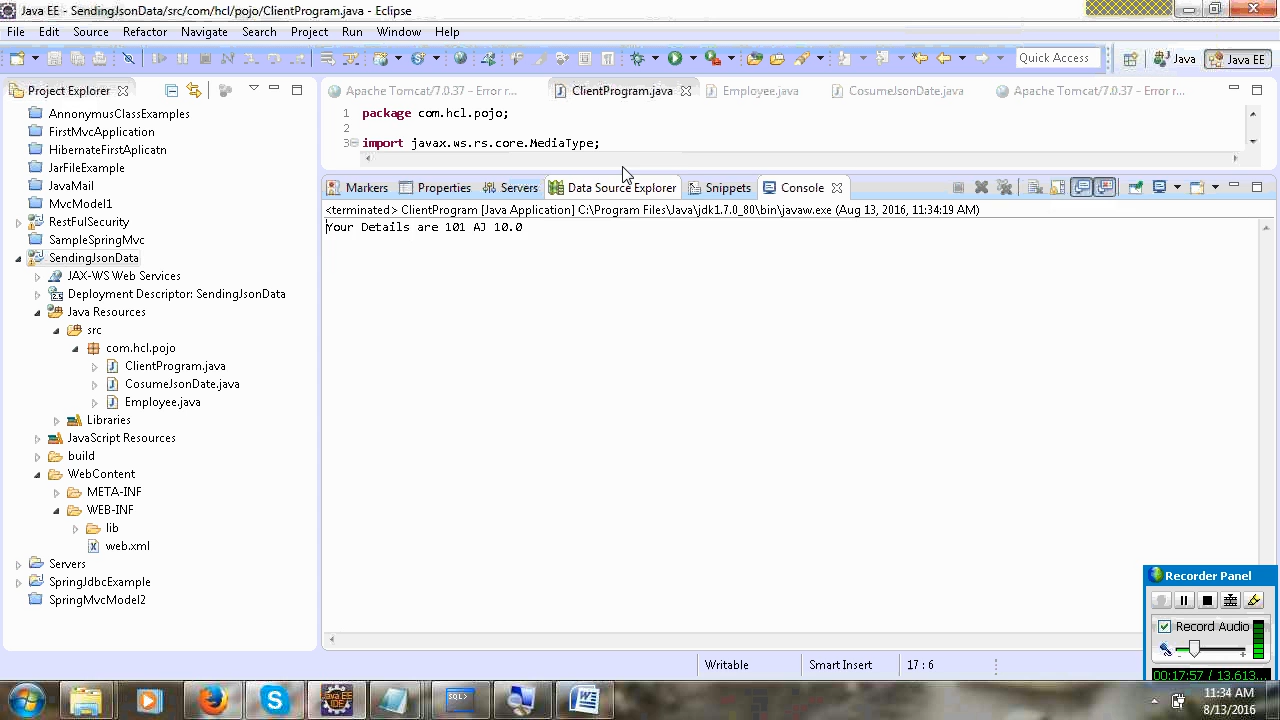 Java EE - SendingJsonData/src/com/hcl/pojo/ClientProgram.java - Eclipse
File Edit Source Refactor Navigate Search Project Run Window Help
Quick Access Java Java EE
Project Explorer
AnnonymusClassExamples
FirstMvcApplication
HibernateFirstAplicatn
JarFileExample
JavaMail
MvcModel1
RestFulSecurity
SampleSpringMvc
SendingJsonData
JAX-WS Web Services
Deployment Descriptor: SendingJsonData
Java Resources
src
com.hcl.pojo
ClientProgram.java
CosumeJsonDate.java
Employee.java
Libraries
JavaScript Resources
build
WebContent
META-INF
WEB-INF
lib
web.xml
Servers
SpringJdbcExample
SpringMvcModel2
Apache Tomcat/7.0.37 - Error r... ClientProgram.java Employee.java CosumeJsonDate.java Apache Tomcat/7.0.37 - Error r...
1 package com.hcl.pojo;
2
3 import javax.ws.rs.core.MediaType;
Markers Properties Servers Data Source Explorer Snippets Console
<terminated> ClientProgram [Java Application] C:\Program Files\Java\jdk1.7.0_80\bin\javaw.exe (Aug 13, 2016, 11:34:19 AM)
Your Details are 101 AJ 10.0
Recorder Panel
Record Audio
00:17:57 / 13,613...
Writable Smart Insert 17 : 6
11:34 AM
8/13/2016